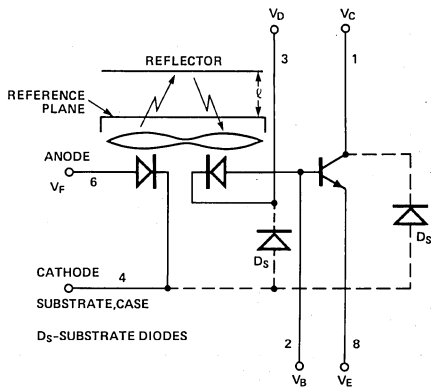 V_D
V_C
3
1
REFLECTOR
ℓ
REFERENCE
PLANE
ANODE
V_F
6
D_S
D_S
CATHODE
4
SUBSTRATE, CASE
D_S-SUBSTRATE DIODES
2
8
V_B
V_E